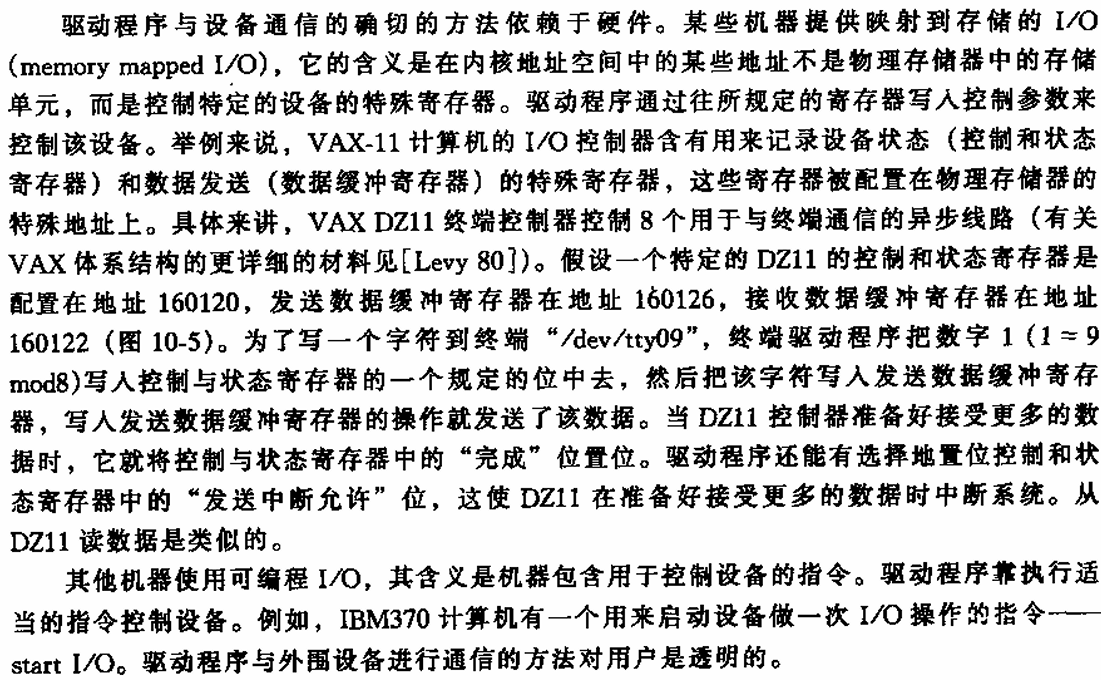 驱动程序与设备通信的确切的方法依赖于硬件。某些机器提供映射到存储的 I/O
(memory mapped I/O)，它的含义是在内核地址空间中的某些地址不是物理存储器中的存储
单元，而是控制特定的设备的特殊寄存器。驱动程序通过往所规定的寄存器写入控制参数来
控制该设备。举例来说，VAX-11 计算机的 I/O 控制器含有用来记录设备状态（控制和状态
寄存器）和数据发送（数据缓冲寄存器）的特殊寄存器，这些寄存器被配置在物理存储器的
特殊地址上。具体来讲，VAX DZ11 终端控制器控制 8 个用于与终端通信的异步线路（有关
VAX 体系结构的更详细的材料见[Levy 80]）。假设一个特定的 DZ11 的控制和状态寄存器是
配置在地址 160120，发送数据缓冲寄存器在地址 160126，接收数据缓冲寄存器在地址
160122（图 10-5）。为了写一个字符到终端“/dev/tty09”，终端驱动程序把数字 1 (1 = 9
mod8)写入控制与状态寄存器的一个规定的位中去，然后把该字符写入发送数据缓冲寄存
器，写入发送数据缓冲寄存器的操作就发送了该数据。当 DZ11 控制器准备好接受更多的数
据时，它就将控制与状态寄存器中的“完成”位置位。驱动程序还能有选择地置位控制和状
态寄存器中的“发送中断允许”位，这使 DZ11 在准备好接受更多的数据时中断系统。从
DZ11 读数据是类似的。
其他机器使用可编程 I/O，其含义是机器包含用于控制设备的指令。驱动程序靠执行适
当的指令控制设备。例如，IBM370 计算机有一个用来启动设备做一次 I/O 操作的指令——
start I/O。驱动程序与外围设备进行通信的方法对用户是透明的。